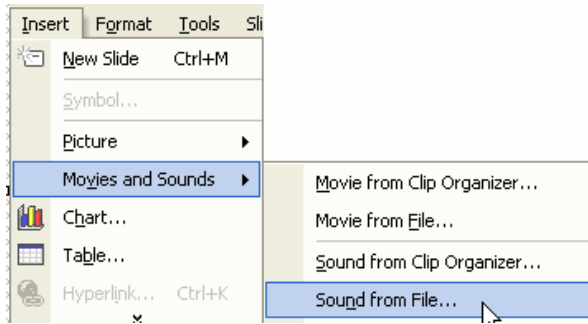 Insert Format Tools Sli
New Slide Ctrl+M
Symbol...
Picture
Movies and Sounds
Movie from Clip Organizer...
Chart...
Movie from File...
Table...
Sound from Clip Organizer...
Hyperlink... Ctrl+K
Sound from File...